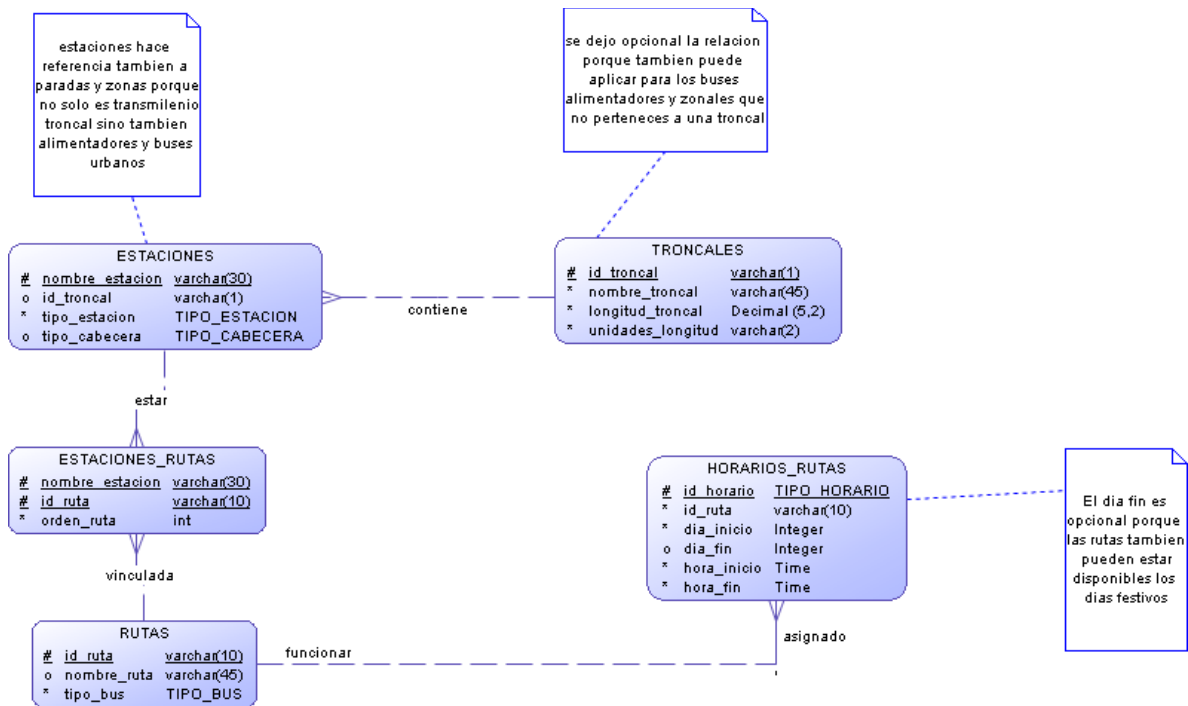 estaciones hace
referencia tambien a
paradas y zonas porque
no solo es transmilenio
troncal sino tambien
alimentadores y buses
urbanos
se dejo opcional la relacion
porque tambien puede
aplicar para los buses
alimentadores y zonales que
no perteneces a una troncal
ESTACIONES
# nombre_estacion varchar(30)
o id_troncal varchar(1)
* tipo_estacion TIPO_ESTACION
o tipo_cabecera TIPO_CABECERA
contiene
TRONCALES
# id_troncal varchar(1)
* nombre_troncal varchar(45)
* longitud_troncal Decimal (5,2)
* unidades_longitud varchar(2)
estar
ESTACIONES_RUTAS
# nombre_estacion varchar(30)
# id_ruta varchar(10)
* orden_ruta int
HORARIOS_RUTAS
# id_horario TIPO_HORARIO
* id_ruta varchar(10)
* dia_inicio Integer
o dia_fin Integer
* hora_inicio Time
* hora_fin Time
El dia fin es
opcional porque
las rutas tambien
pueden estar
disponibles los
dias festivos
vinculada
RUTAS
# id_ruta varchar(10)
o nombre_ruta varchar(45)
* tipo_bus TIPO_BUS
funcionar
asignado